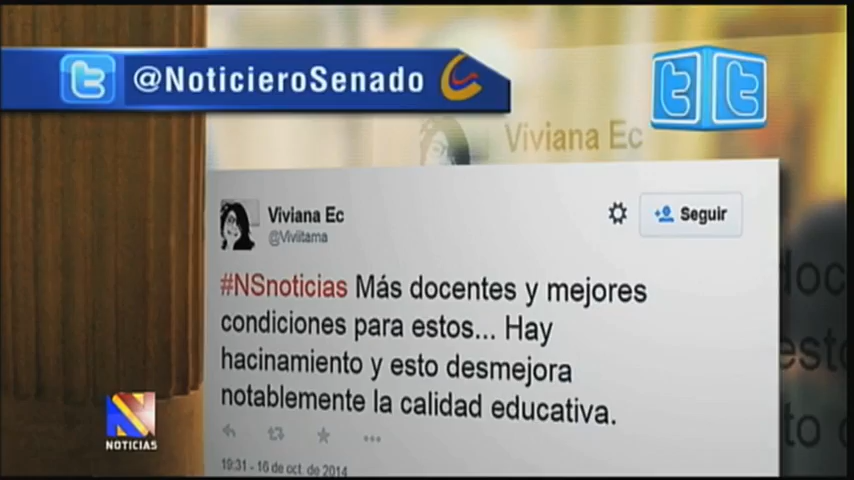 @NoticieroSenado
Viviana Ec
Viviana Ec
@Viviitama
Seguir
#NSnoticias Más docentes y mejores
condiciones para estos... Hay
hacinamiento y esto desmejora
notablemente la calidad educativa.
19:31 - 16 de oct. de 2014
N
NOTICIAS